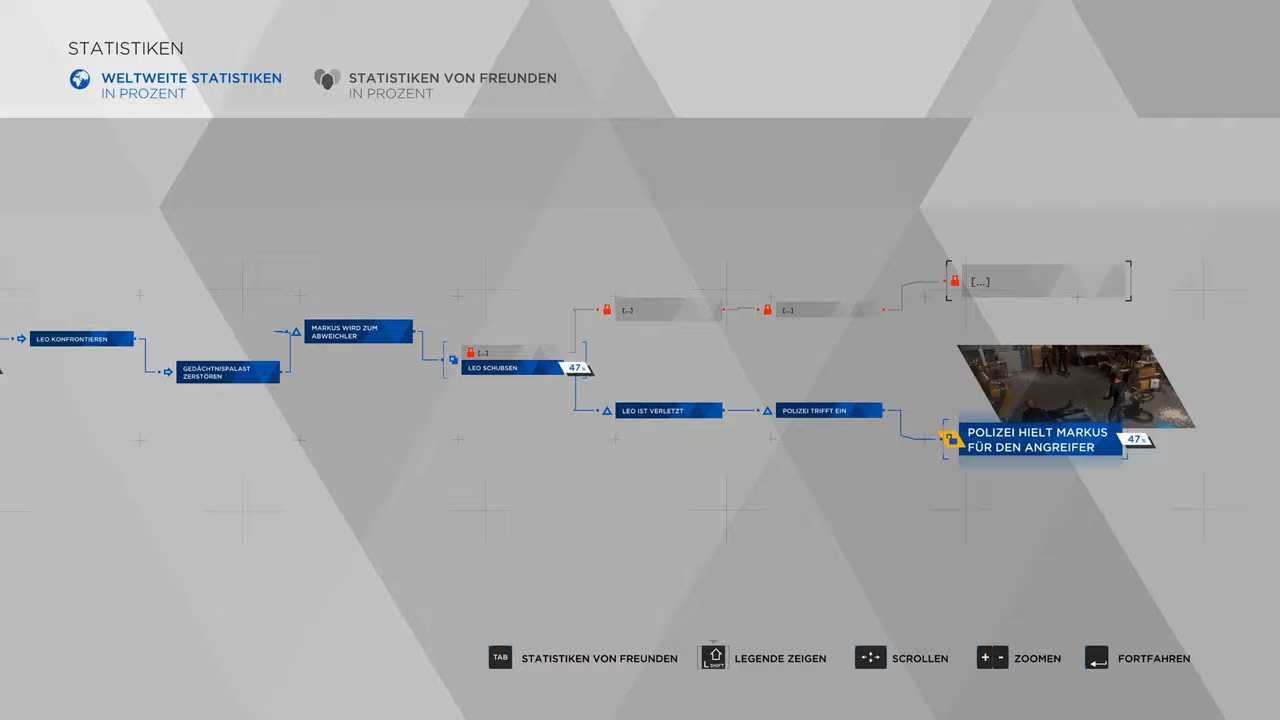 STATISTIKEN
WELTWEITE STATISTIKEN
IN PROZENT
STATISTIKEN VON FREUNDEN
IN PROZENT
[...]
LEO KONFRONTIEREN
GEDÄCHTNISPALAST
ZERSTÖREN
MARKUS WIRD ZUM
ABWEICHLER
[...]
LEO SCHUBSEN
47%
[...]
[...]
LEO IST VERLETZT
POLIZEI TRIFFT EIN
POLIZEI HIELT MARKUS
FÜR DEN ANGREIFER
47%
TAB
STATISTIKEN VON FREUNDEN
L SHIFT
LEGENDE ZEIGEN
SCROLLEN
+ -
ZOOMEN
FORTFAHREN